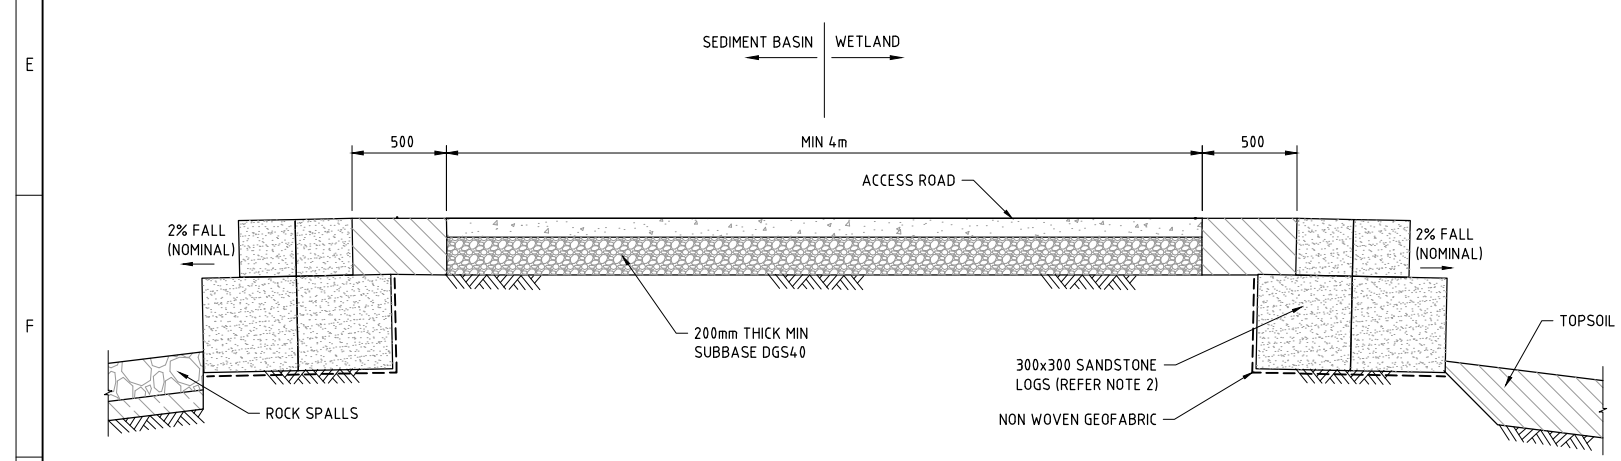 E
SEDIMENT BASIN WETLAND
500 MIN 4m 500
ACCESS ROAD
2% FALL
(NOMINAL)
2% FALL
(NOMINAL)
F
200mm THICK MIN
SUBBASE DGS40
300x300 SANDSTONE
LOGS (REFER NOTE 2)
TOPSOIL
ROCK SPALLS
NON WOVEN GEOFABRIC